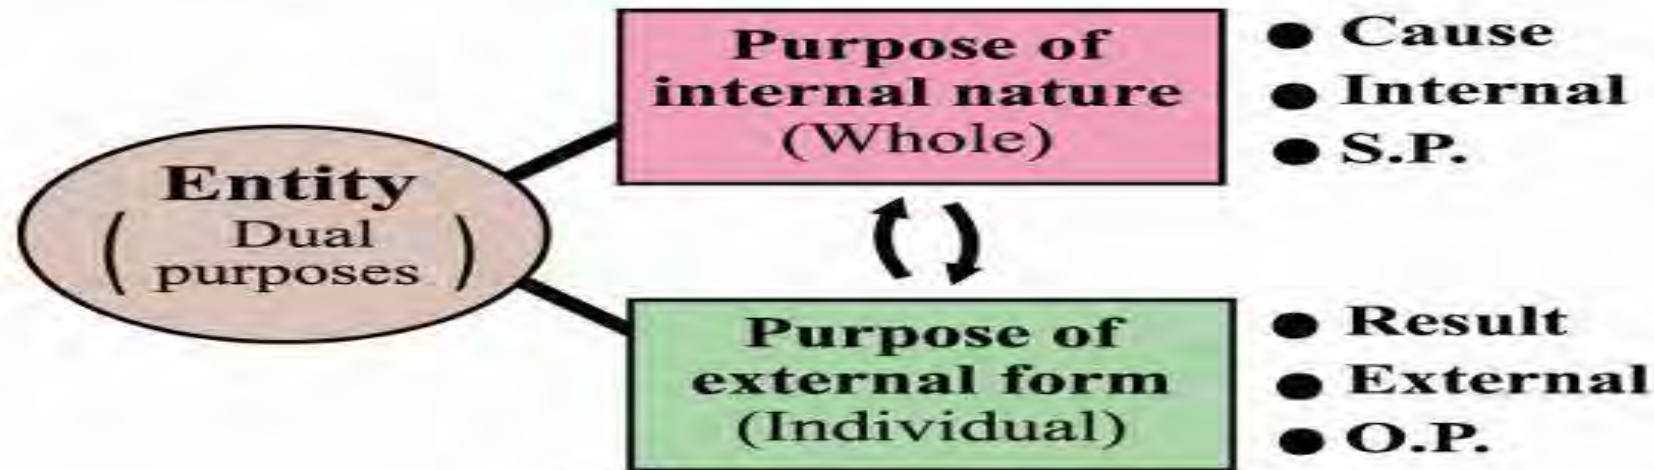 Entity
( Dual
purposes )
Purpose of
internal nature
(Whole)
● Cause
● Internal
● S.P.
Purpose of
external form
(Individual)
● Result
● External
● O.P.